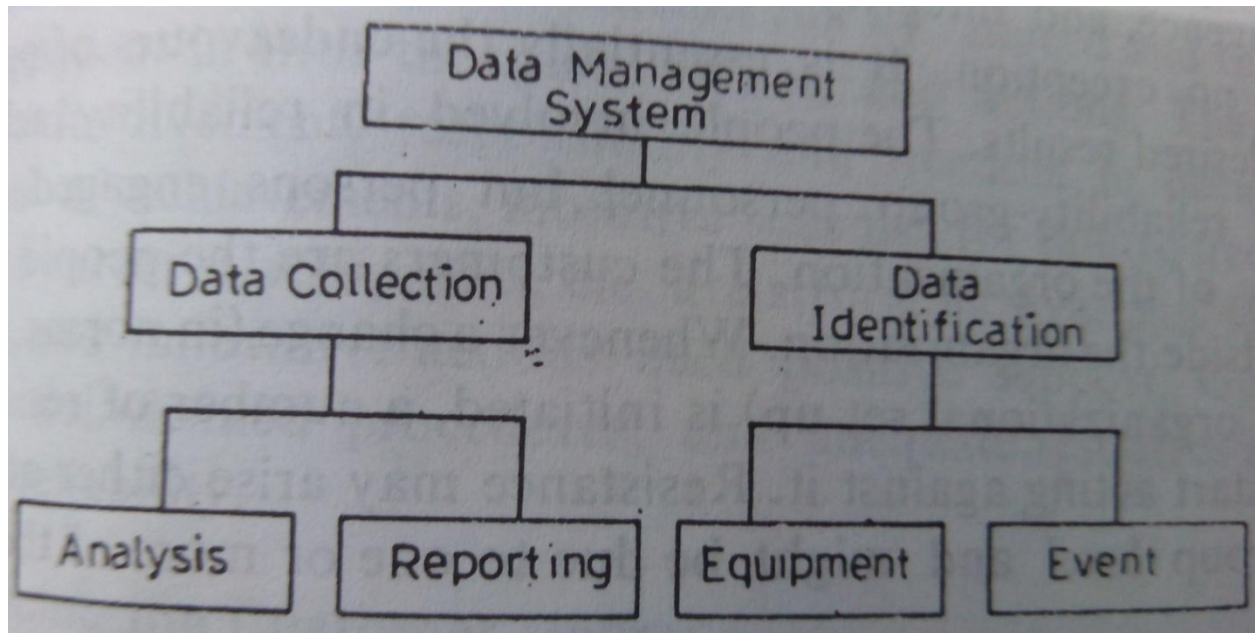 Data Management
System
Data Collection
Data
Identification
Analysis
Reporting
Equipment
Event